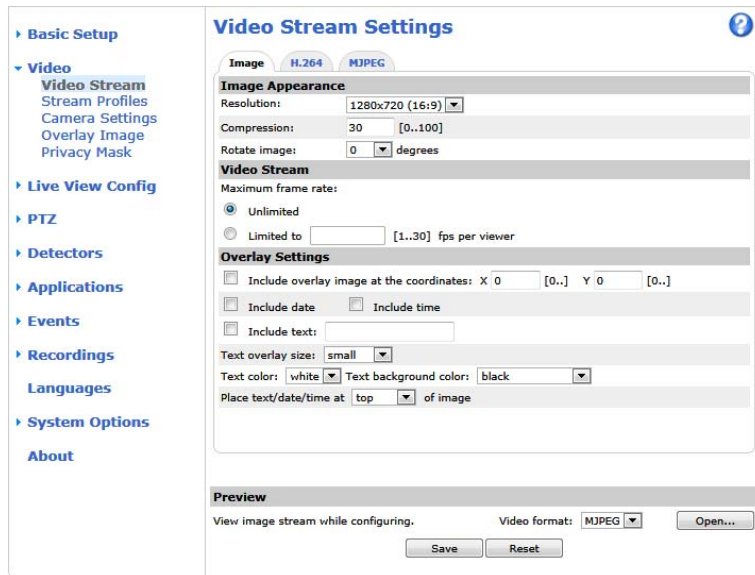 Basic Setup
Video
Video Stream
Stream Profiles
Camera Settings
Overlay Image
Privacy Mask
Live View Config
PTZ
Detectors
Applications
Events
Recordings
Languages
System Options
About
Video Stream Settings
?
Image H.264 MJPEG
Image Appearance
Resolution: 1280x720 (16:9)
Compression: 30 [0..100]
Rotate image: 0 degrees
Video Stream
Maximum frame rate:
Unlimited
Limited to [1..30] fps per viewer
Overlay Settings
Include overlay image at the coordinates: X 0 [0..] Y 0 [0..]
Include date Include time
Include text:
Text overlay size: small
Text color: white Text background color: black
Place text/date/time at top of image
Preview
View image stream while configuring. Video format: MJPEG Open...
Save Reset